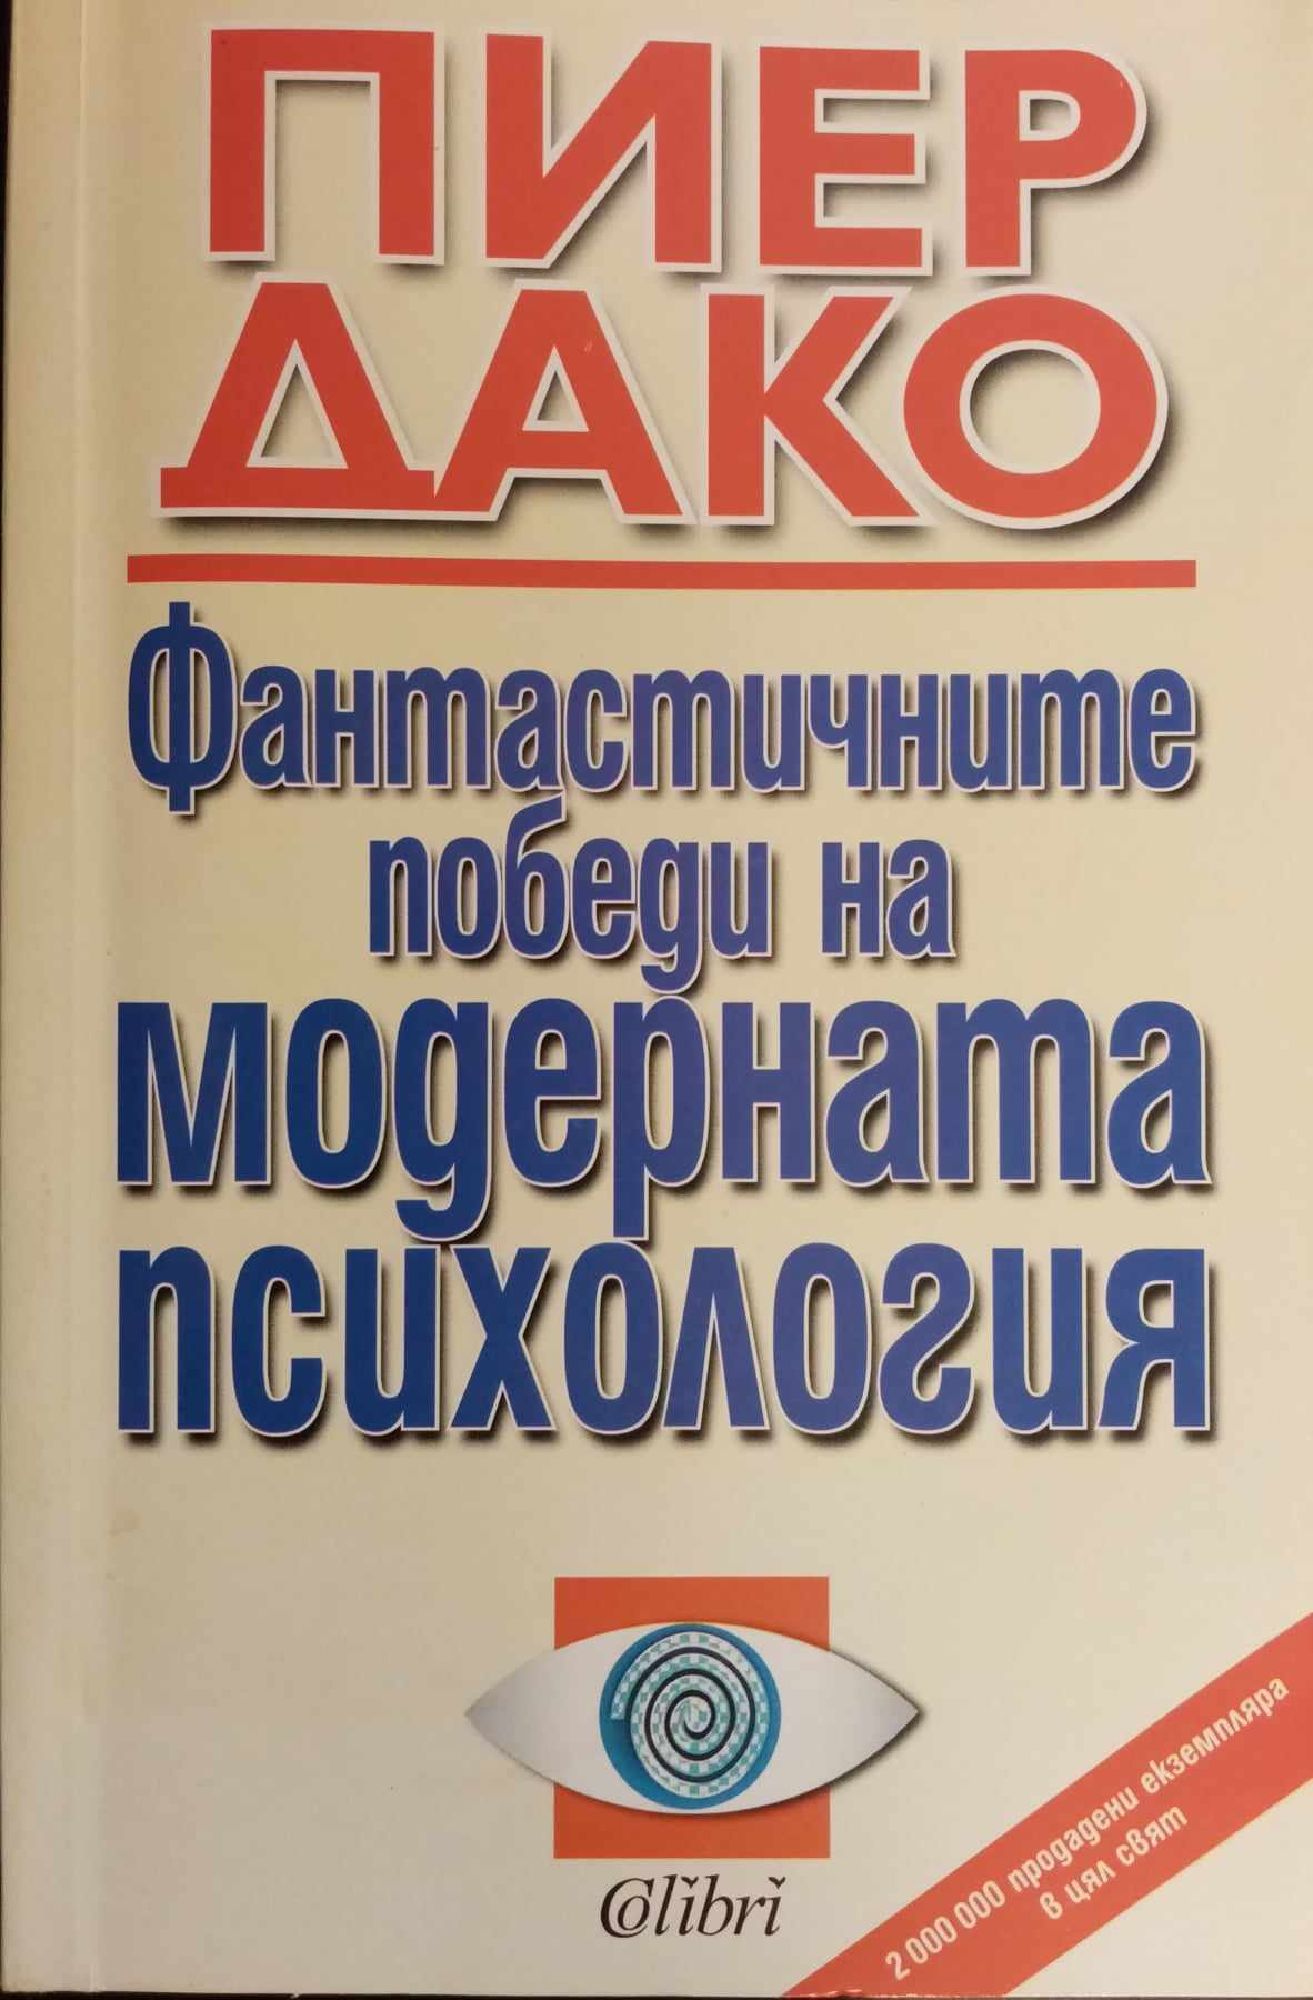 ПИЕР
ДАКО
Фантастичните
победи на
модерната
психология
Colibri
2 000 000 продадени екземпляра
в цял свят